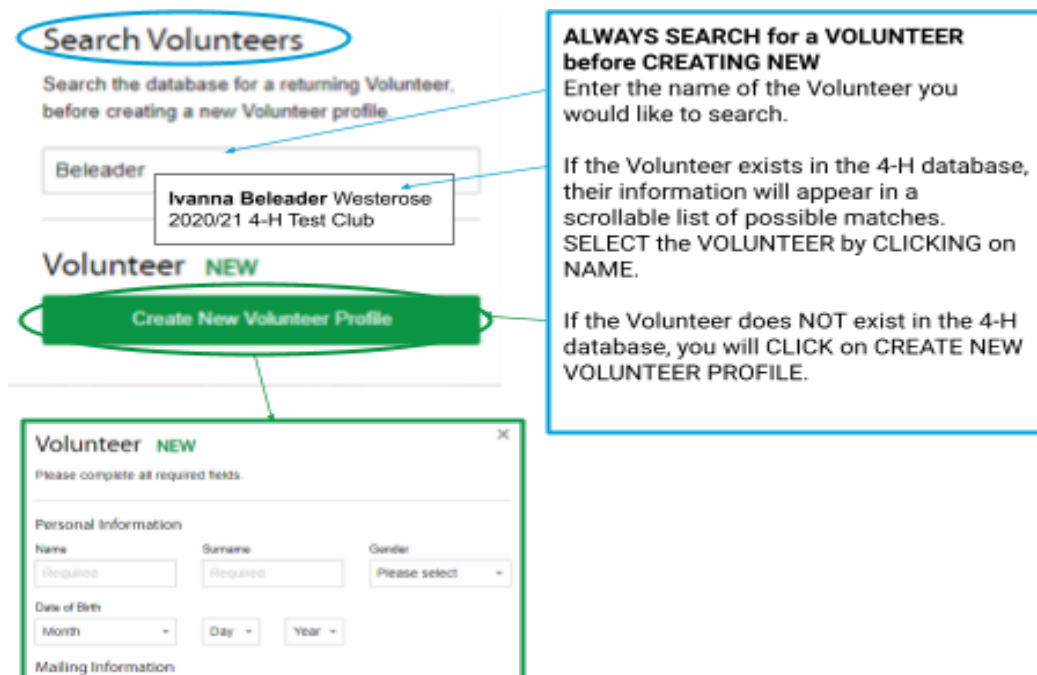 Search Volunteers
Search the database for a returning Volunteer,
before creating a new Volunteer profile.
Beleader
Ivanna Beleader Westerose
2020/21 4-H Test Club
Volunteer NEW
Create New Volunteer Profile
ALWAYS SEARCH for a VOLUNTEER
before CREATING NEW
Enter the name of the Volunteer you
would like to search.
If the Volunteer exists in the 4-H database,
their information will appear in a
scrollable list of possible matches.
SELECT the VOLUNTEER by CLICKING on
NAME.
If the Volunteer does NOT exist in the 4-H
database, you will CLICK on CREATE NEW
VOLUNTEER PROFILE.
Volunteer NEW
×
Please complete all required fields.
Personal Information
Name Surname Gender
Required Required Please select
Date of Birth
Month Day Year
Mailing Information